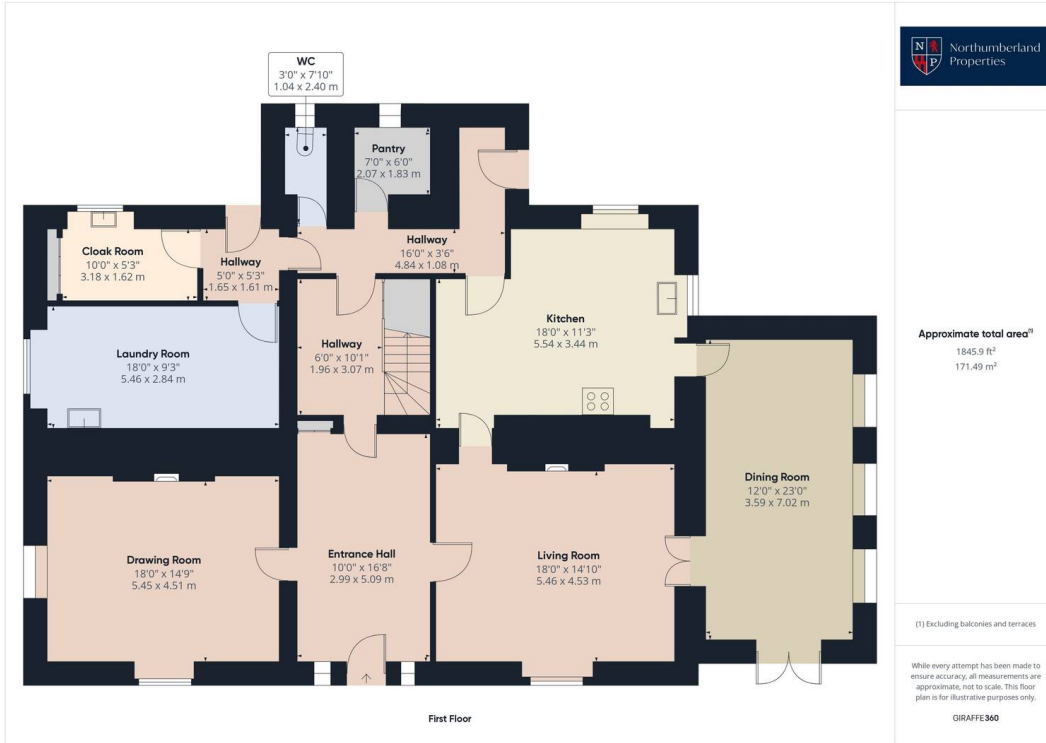 WC
3'0" x 7'10"
1.04 x 2.40 m
Pantry
7'0" x 6'0"
2.07 x 1.83 m
Cloak Room
10'0" x 5'3"
3.18 x 1.62 m
Hallway
5'0" x 5'3"
1.65 x 1.61 m
Hallway
16'0" x 3'6"
4.84 x 1.08 m
Laundry Room
18'0" x 9'3"
5.46 x 2.84 m
Hallway
6'0" x 10'1"
1.96 x 3.07 m
Kitchen
18'0" x 11'3"
5.54 x 3.44 m
Dining Room
12'0" x 23'0"
3.59 x 7.02 m
Drawing Room
18'0" x 14'9"
5.45 x 4.51 m
Entrance Hall
10'0" x 16'8"
2.99 x 5.09 m
Living Room
18'0" x 14'10"
5.46 x 4.53 m
First Floor
N
P
Northumberland
Properties
Approximate total area(1)
1845.9 ft²
171.49 m²
(1) Excluding balconies and terraces
While every attempt has been made to
ensure accuracy, all measurements are
approximate, not to scale. This floor
plan is for illustrative purposes only.
GIRAFFE360